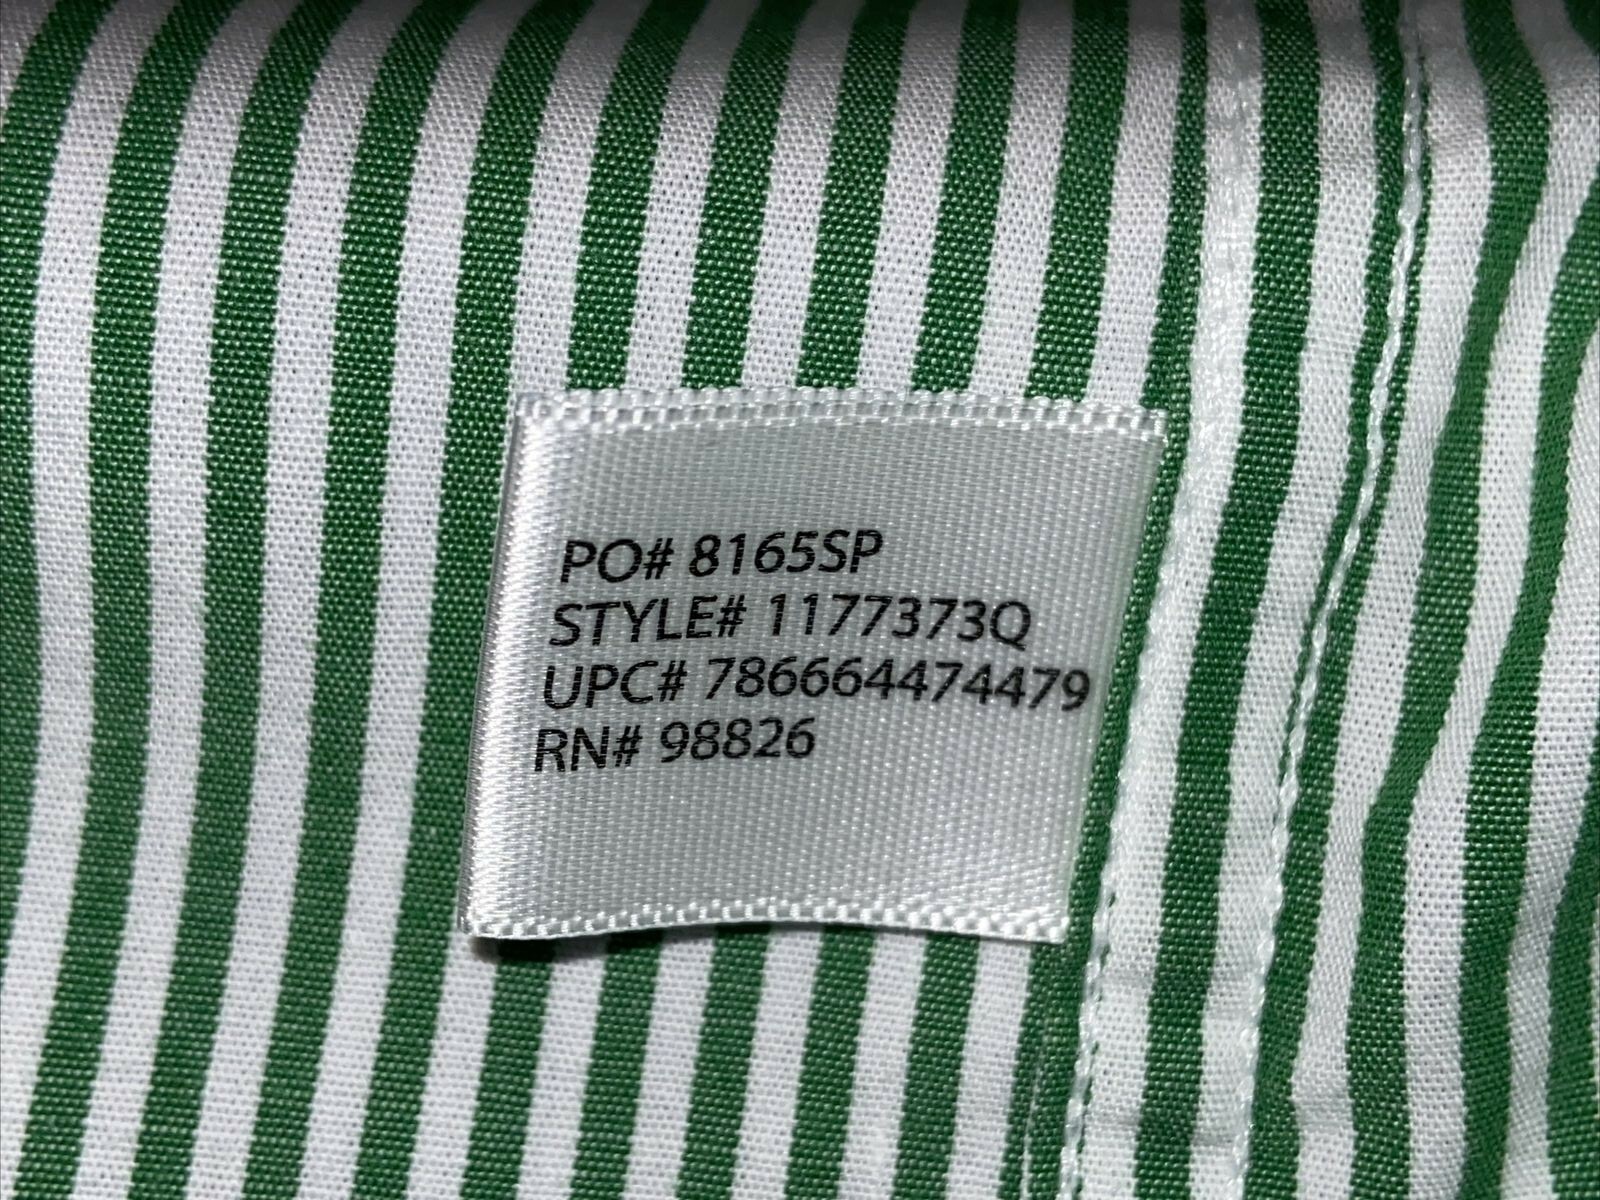 PO# 8165SP
STYLE# 1177373Q
UPC# 786664474479
RN# 98826